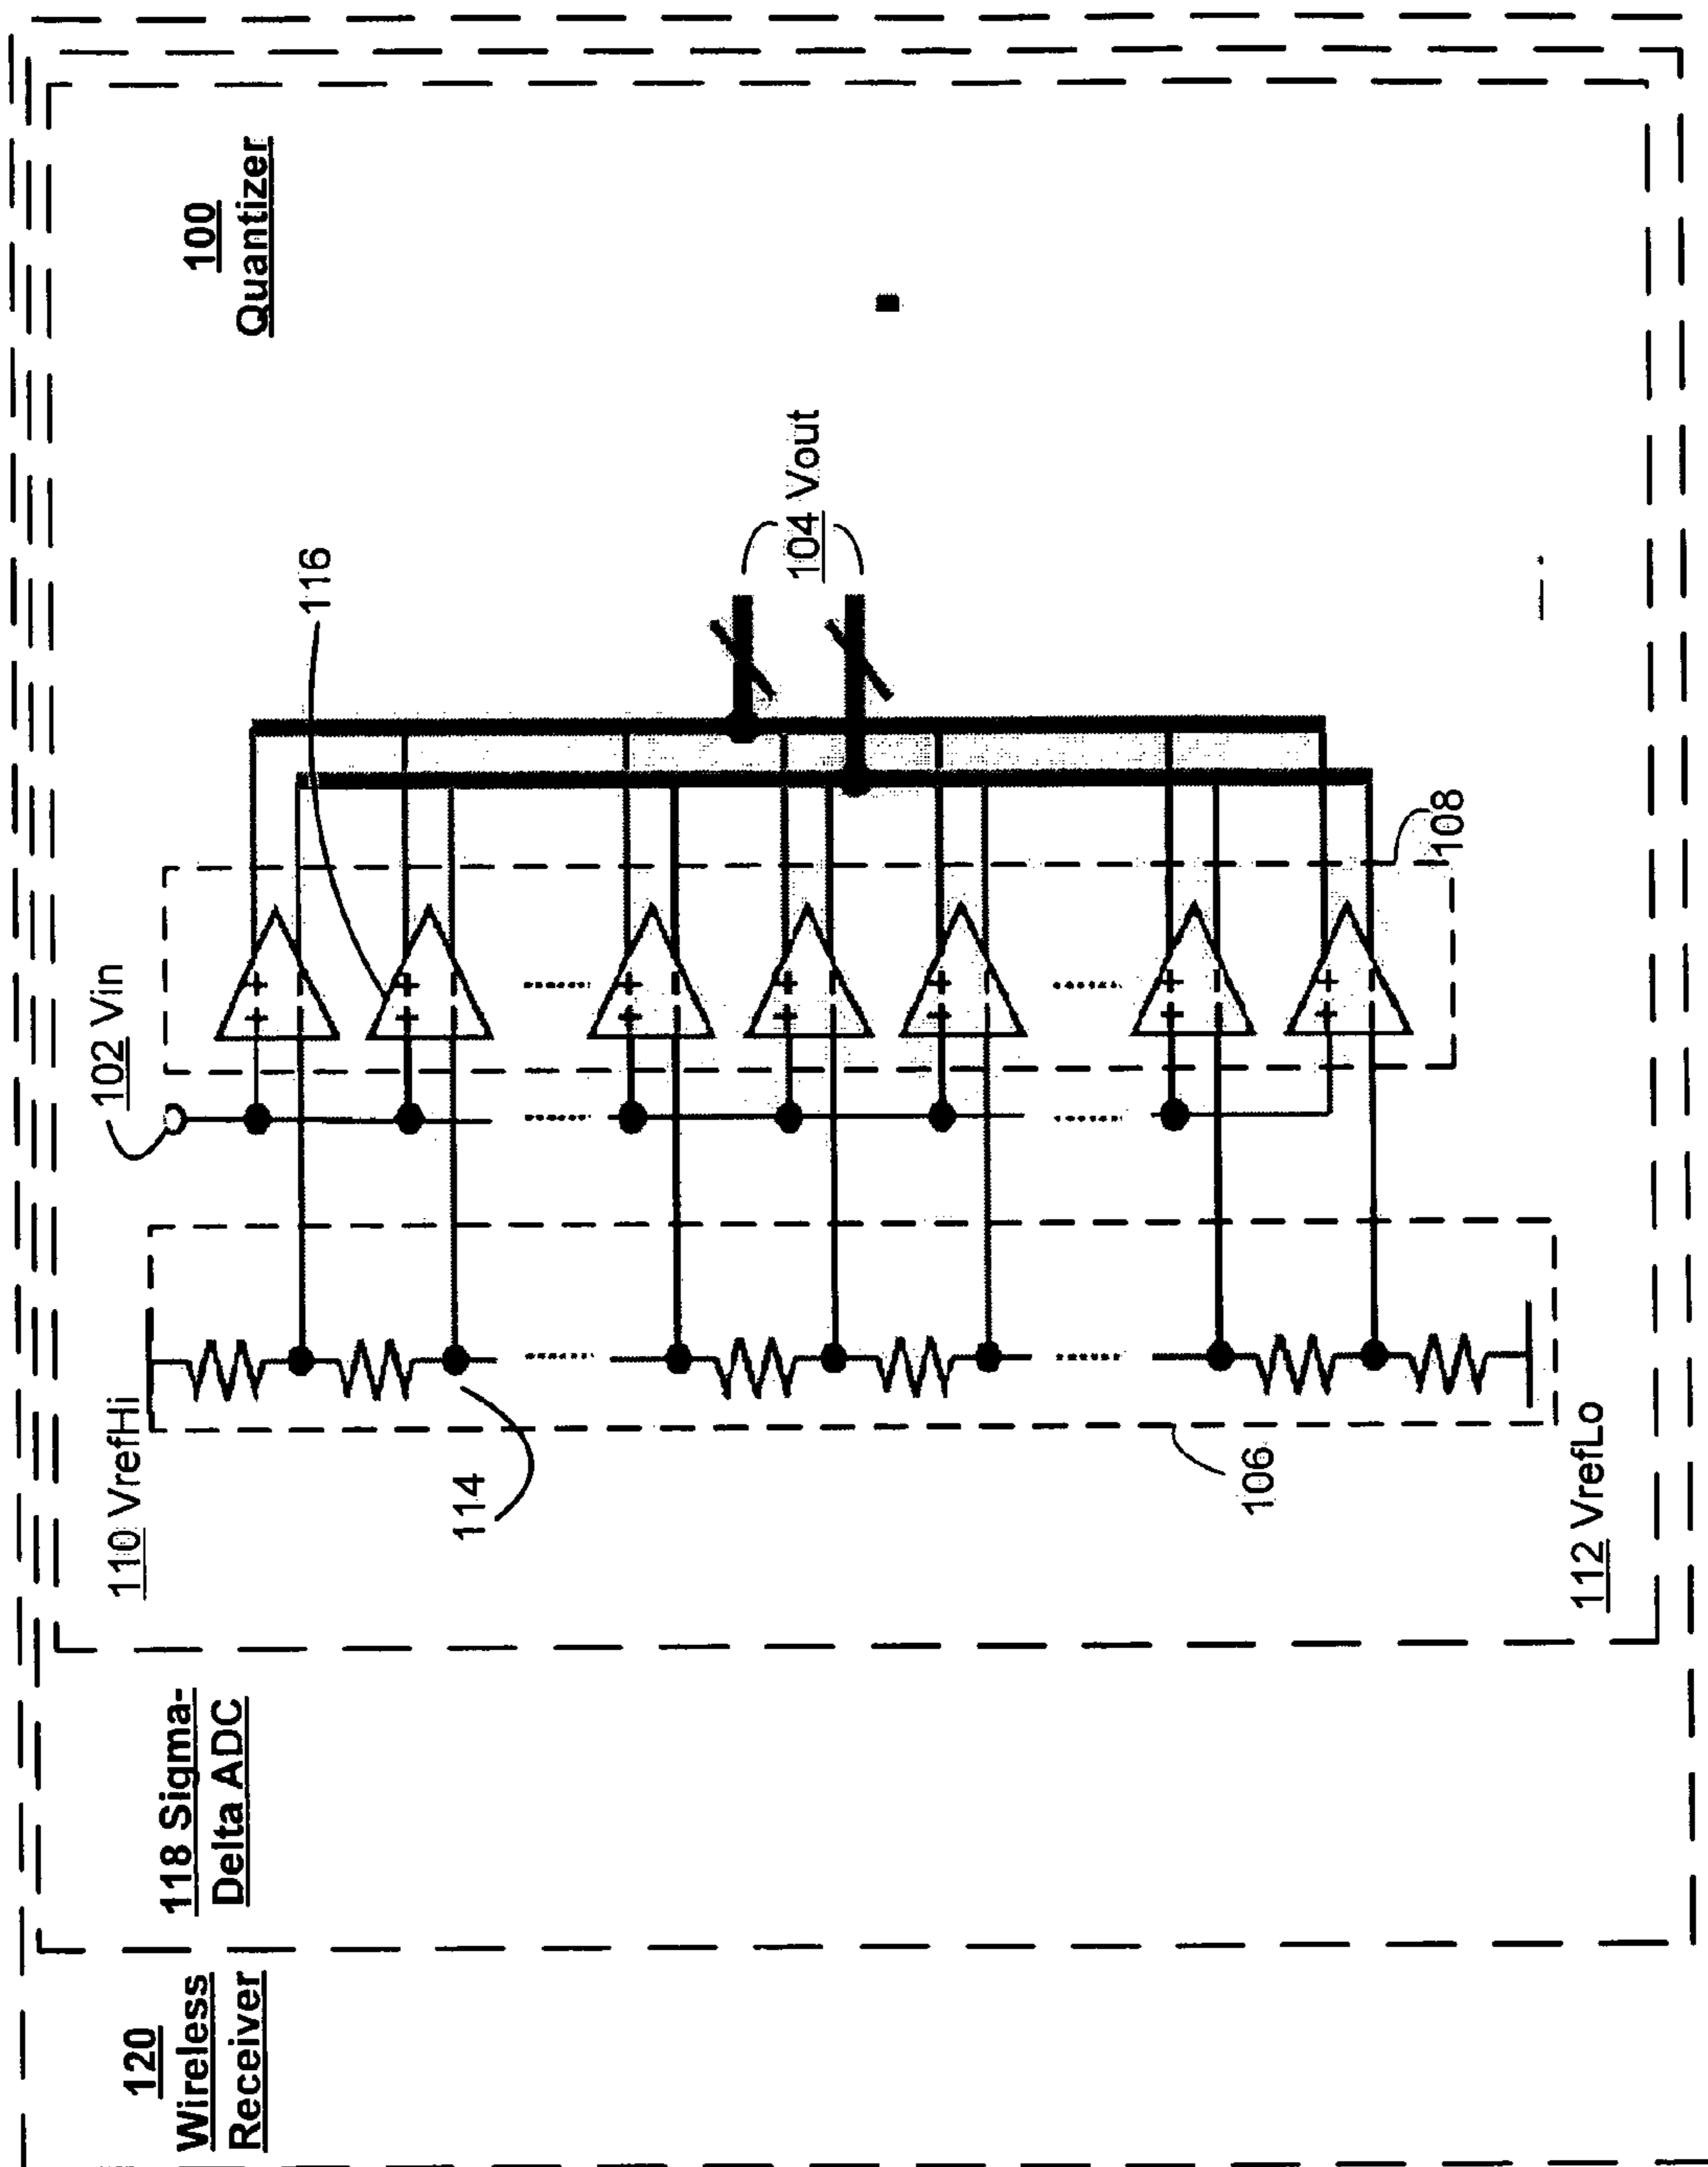 120
Wireless
Receiver
118 Sigma-
Delta ADC
100
Quantizer
110 VrefHi
102 Vin
116
114
104 Vout
106
108
112 VrefLo
+ +
+ +
+ +
+ +
+ +
+ +
+ +